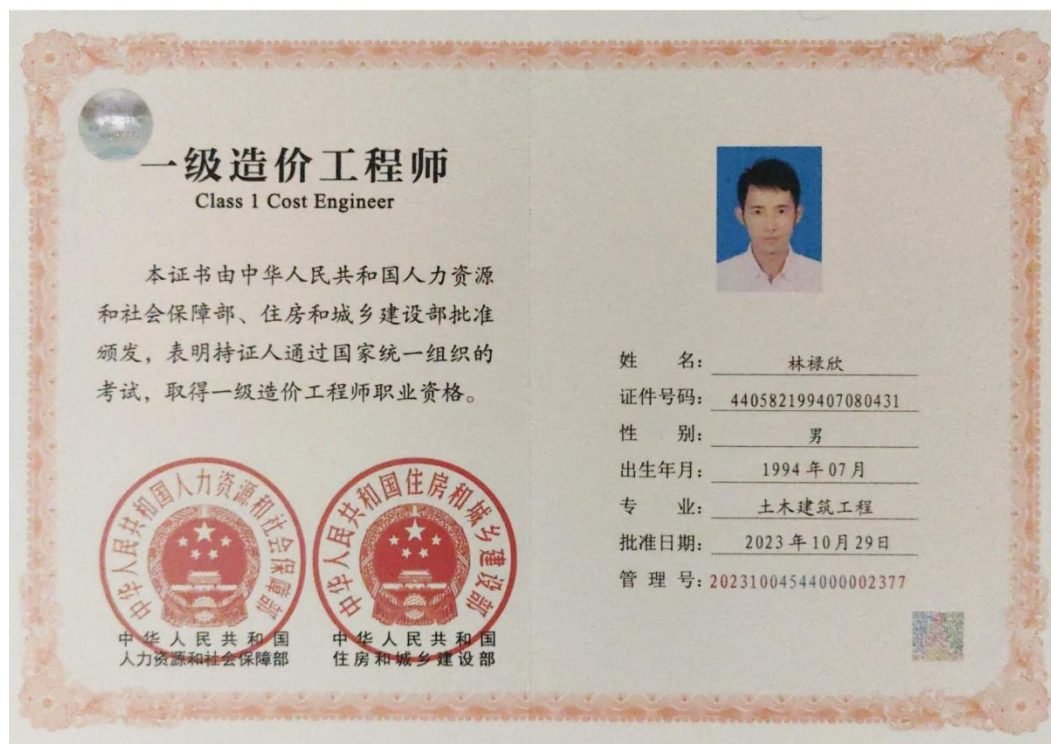 一级造价工程师
Class 1 Cost Engineer
本证书由中华人民共和国人力资源
和社会保障部、住房和城乡建设部批准
颁发，表明持证人通过国家统一组织的
考试，取得一级造价工程师职业资格。
中华人民共和国人力资源和社会保障部
中华人民共和国
人力资源和社会保障部
中华人民共和国住房和城乡建设部
中华人民共和国
住房和城乡建设部
姓 名： 林禄欣
证件号码： 440582199407080431
性 别： 男
出生年月： 1994年07月
专 业： 土木建筑工程
批准日期： 2023年10月29日
管 理 号： 20231004544000002377